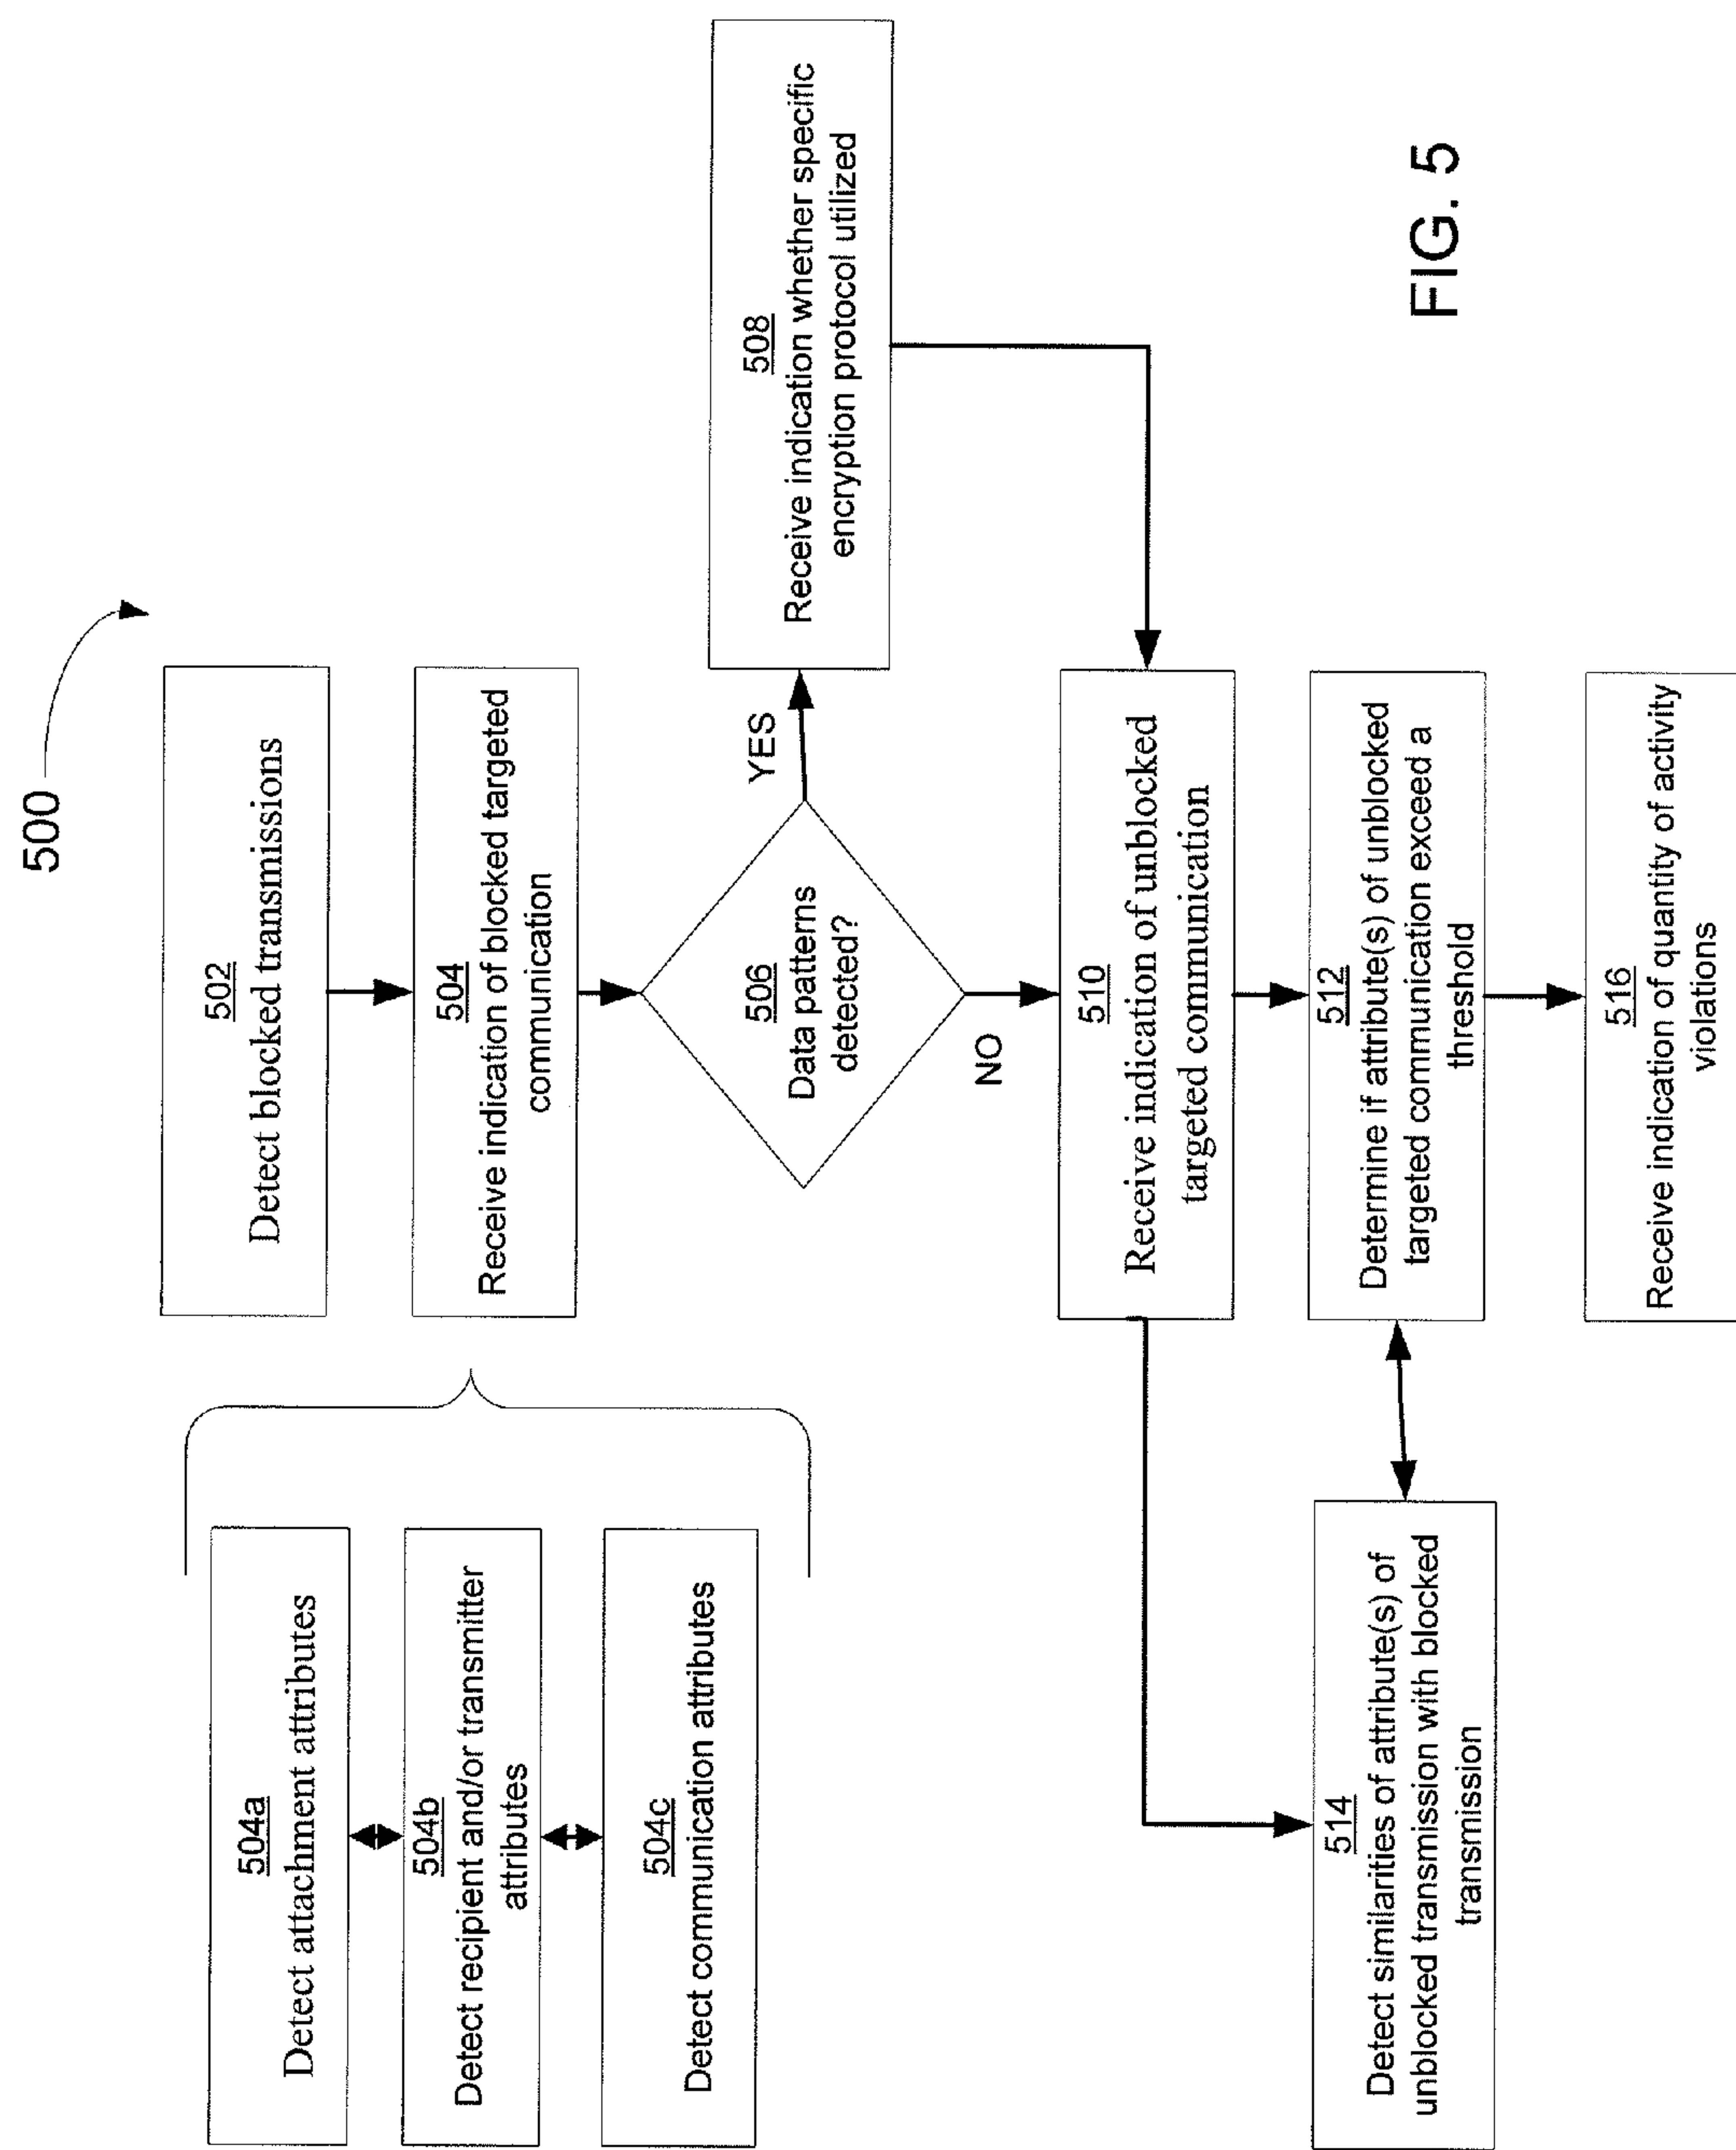 500
502
Detect blocked transmissions
504
Receive indication of blocked targeted
communication
504a
Detect attachment attributes
504b
Detect recipient and/or transmitter
attributes
504c
Detect communication attributes
506
Data patterns
detected?
YES
NO
508
Receive indication whether specific
encryption protocol utilized
510
Receive indication of unblocked
targeted communication
512
Determine if attribute(s) of unblocked
targeted communication exceed a
threshold
514
Detect similarities of attribute(s) of
unblocked transmission with blocked
transmission
516
Receive indication of quantity of activity
violations
FIG. 5